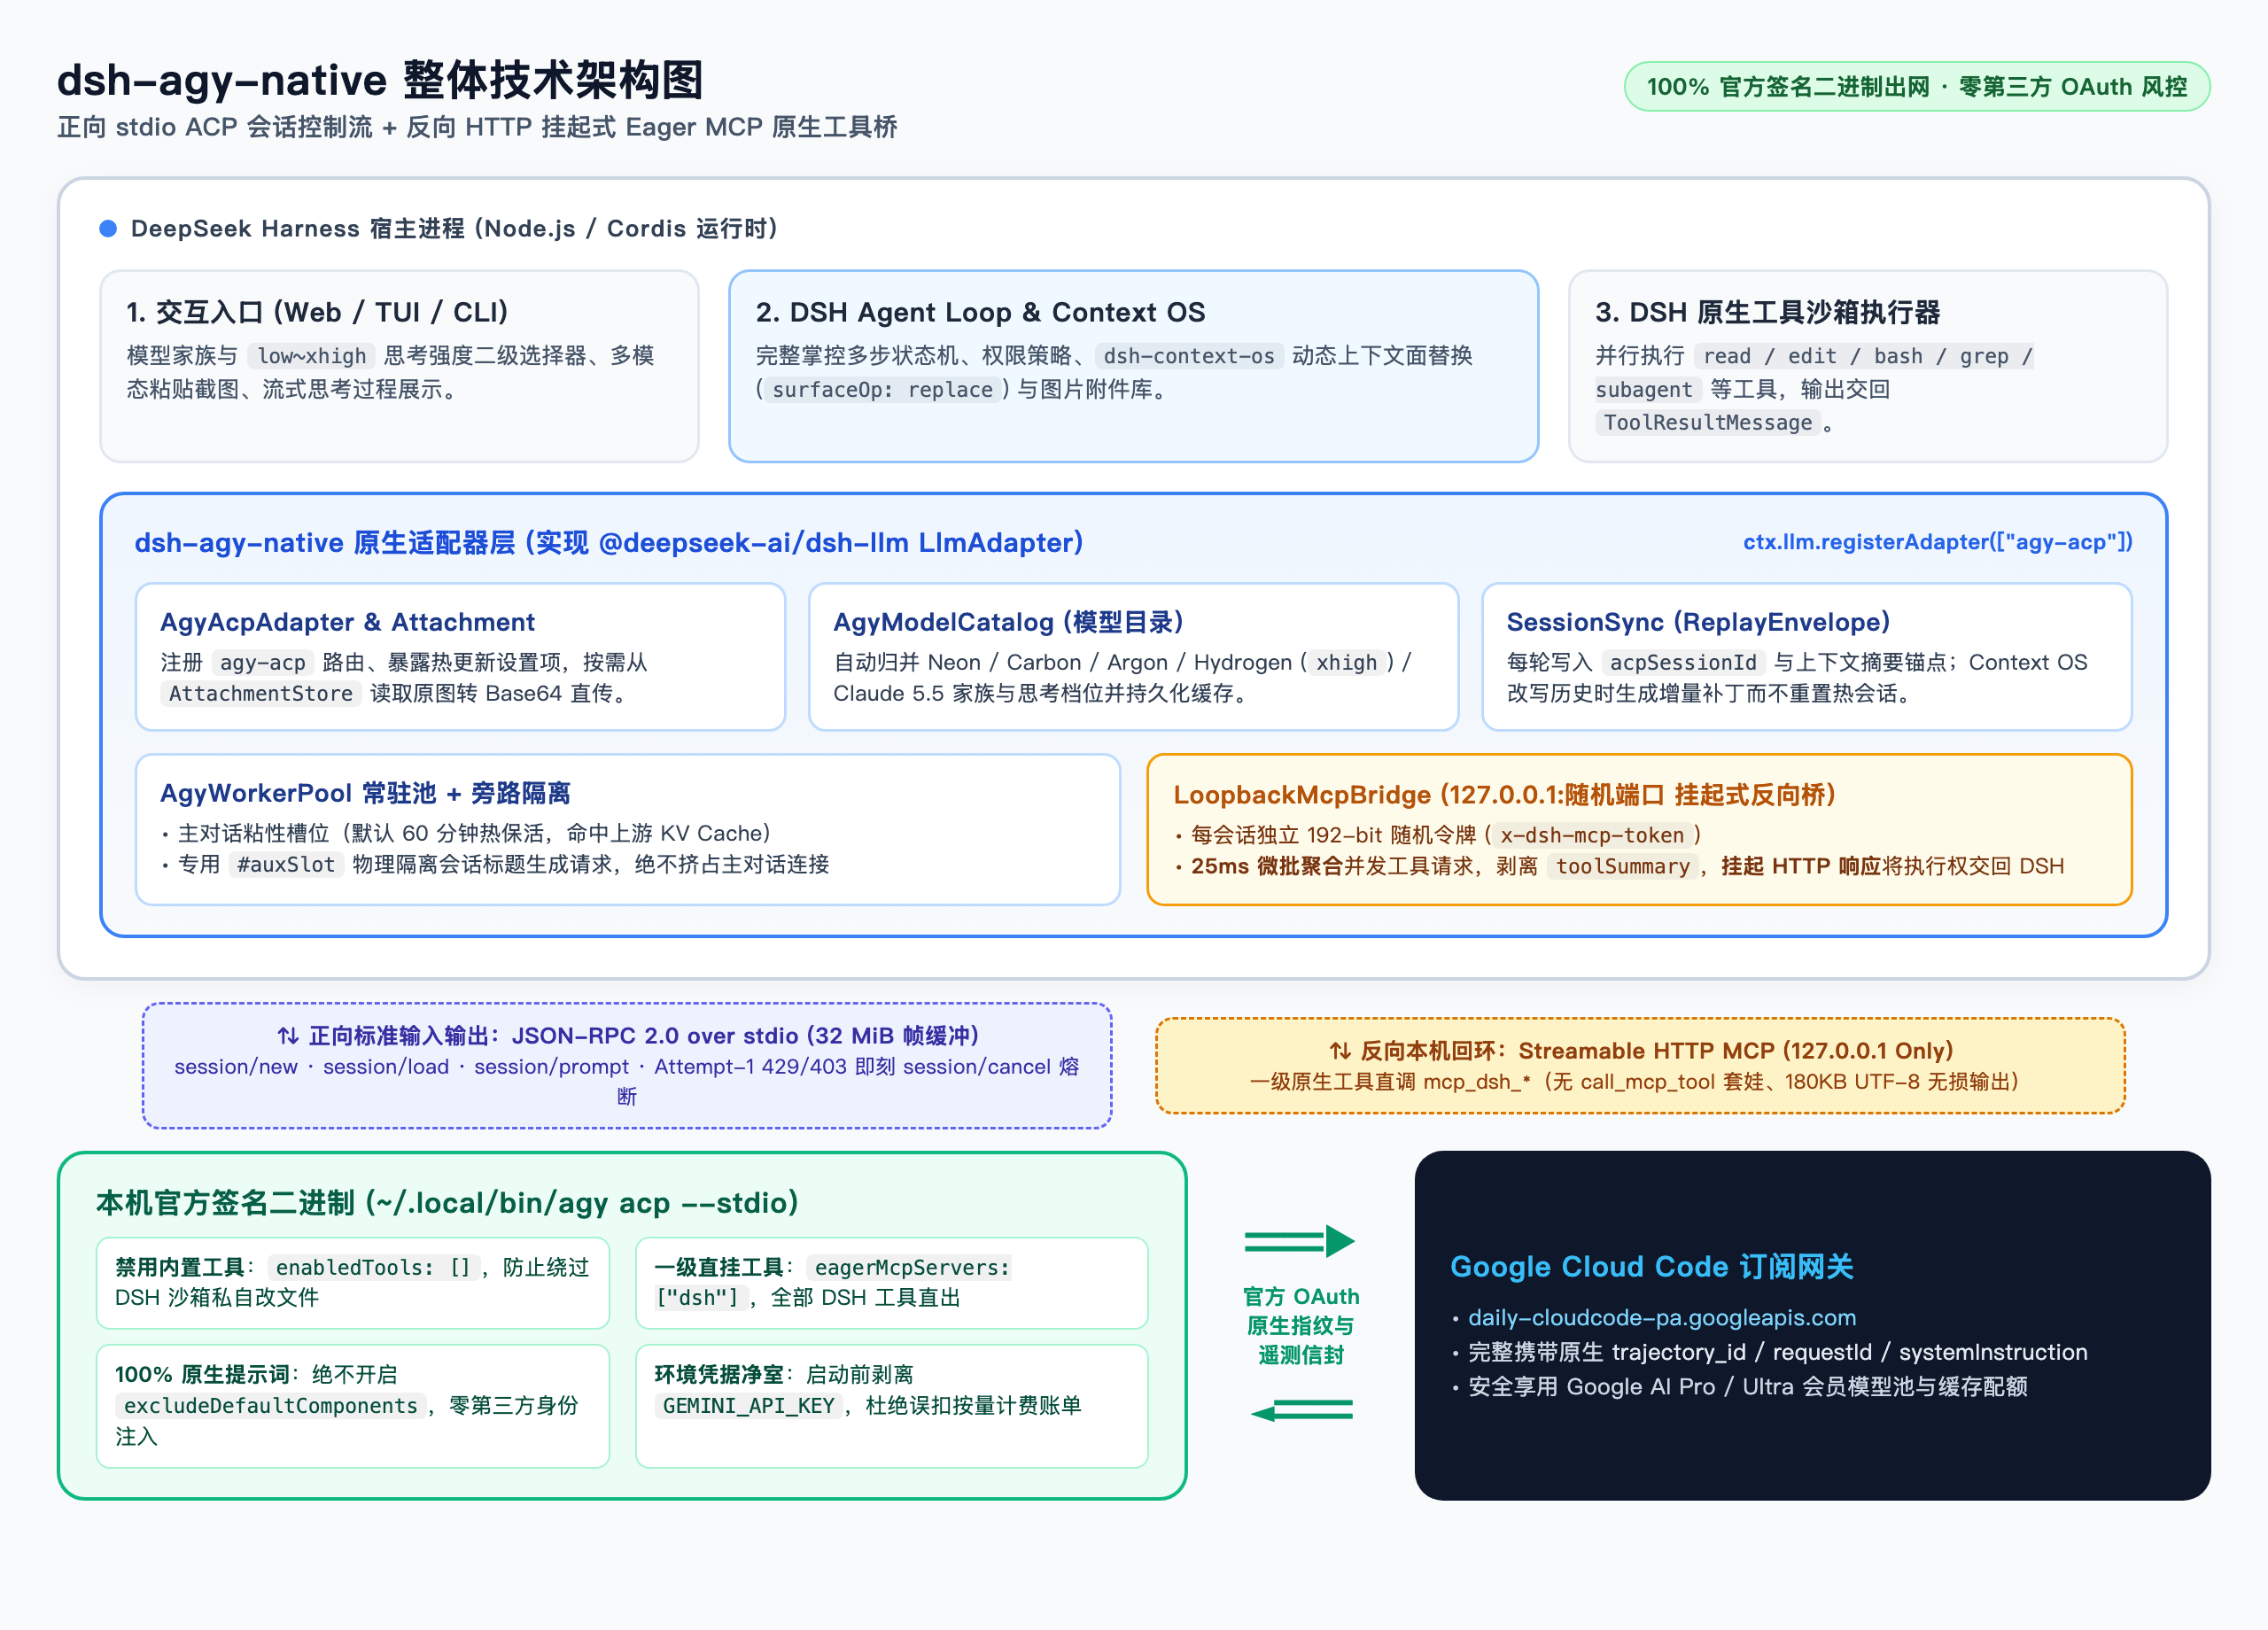 dsh-agy-native 整体技术架构图
正向 stdio ACP 会话控制流 + 反向 HTTP 挂起式 Eager MCP 原生工具桥
100% 官方签名二进制出网 · 零第三方 OAuth 风控
DeepSeek Harness 宿主进程 (Node.js / Cordis 运行时)
1. 交互入口 (Web / TUI / CLI)
模型家族与 low~xhigh 思考强度二级选择器、多模
态粘贴截图、流式思考过程展示。
2. DSH Agent Loop & Context OS
完整掌控多步状态机、权限策略、dsh-context-os 动态上下文面替换
(surfaceOp: replace) 与图片附件库。
3. DSH 原生工具沙箱执行器
并行执行 read / edit / bash / grep /
subagent 等工具，输出交回
ToolResultMessage。
dsh-agy-native 原生适配器层 (实现 @deepseek-ai/dsh-llm LlmAdapter)
ctx.llm.registerAdapter(["agy-acp"])
AgyAcpAdapter & Attachment
注册 agy-acp 路由、暴露热更新设置项，按需从
AttachmentStore 读取原图转 Base64 直传。
AgyModelCatalog (模型目录)
自动归并 Neon / Carbon / Argon / Hydrogen (xhigh) /
Claude 5.5 家族与思考档位并持久化缓存。
SessionSync (ReplayEnvelope)
每轮写入 acpSessionId 与上下文摘要锚点；Context OS
改写历史时生成增量补丁而不重置热会话。
AgyWorkerPool 常驻池 + 旁路隔离
• 主对话粘性槽位（默认 60 分钟热保活，命中上游 KV Cache）
• 专用 #auxSlot 物理隔离会话标题生成请求，绝不挤占主对话连接
LoopbackMcpBridge (127.0.0.1:随机端口 挂起式反向桥)
• 每会话独立 192-bit 随机令牌 (x-dsh-mcp-token)
• 25ms 微批聚合并发工具请求，剥离 toolSummary，挂起 HTTP 响应将执行权交回 DSH
⇅ 正向标准输入输出：JSON-RPC 2.0 over stdio (32 MiB 帧缓冲)
session/new · session/load · session/prompt · Attempt-1 429/403 即刻 session/cancel 熔
断
⇅ 反向本机回环：Streamable HTTP MCP (127.0.0.1 Only)
一级原生工具直调 mcp_dsh_*（无 call_mcp_tool 套娃、180KB UTF-8 无损输出）
本机官方签名二进制 (~/.local/bin/agy acp --stdio)
禁用内置工具：enabledTools: []，防止绕过
DSH 沙箱私自改文件
一级直挂工具：eagerMcpServers:
["dsh"]，全部 DSH 工具直出
100% 原生提示词：绝不开启
excludeDefaultComponents，零第三方身份
注入
环境凭据净室：启动前剥离
GEMINI_API_KEY，杜绝误扣按量计费账单
官方 OAuth
原生指纹与
遥测信封
Google Cloud Code 订阅网关
• daily-cloudcode-pa.googleapis.com
• 完整携带原生 trajectory_id / requestId / systemInstruction
• 安全享用 Google AI Pro / Ultra 会员模型池与缓存配额